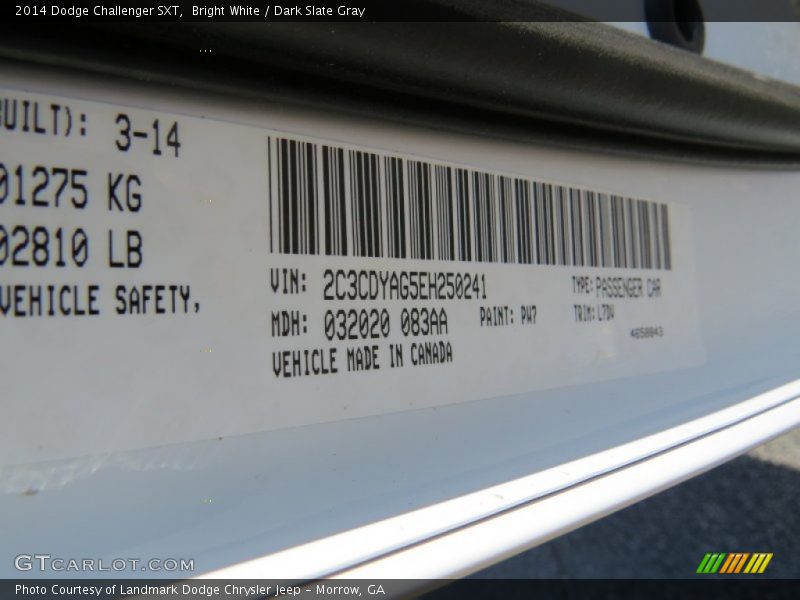 2014 Dodge Challenger SXT,  Bright White / Dark Slate Gray
UILT): 3-14
01275 KG
02810 LB
VEHICLE SAFETY,
VIN: 2C3CDYAG5EH250241
TYPE: PASSENGER CAR
MDH: 032020 083AA
PAINT: PW7
TRIM: L7DV
VEHICLE MADE IN CANADA
4650043
GTCARLOT.COM
Photo Courtesy of Landmark Dodge Chrysler Jeep - Morrow, GA